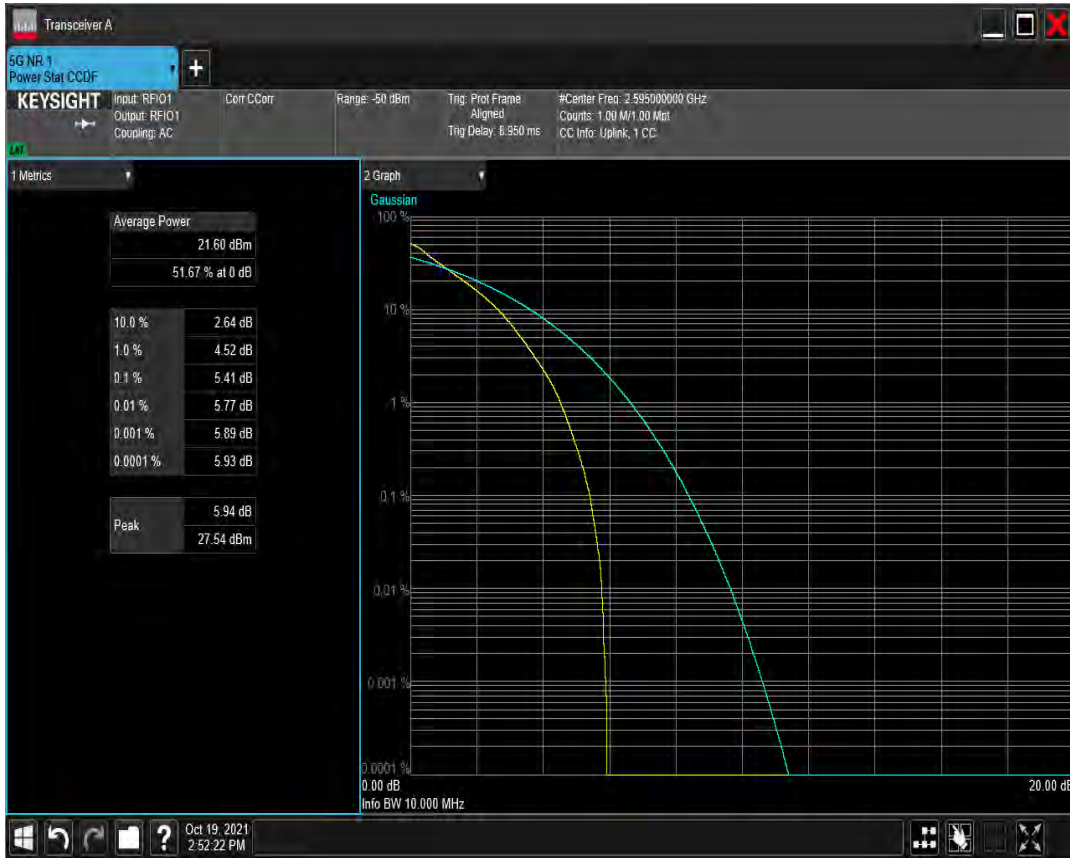 Transceiver A
5G NR 1
Power Stat CCDF
+
KEYSIGHT
Input: RFIO1
Output: RFIO1
Coupling: AC
Corr CCorr
Range: -50 dBm
Trig: Prot Frame
Aligned
Trig Delay: 8.950 ms
#Center Freq: 2.595000000 GHz
Counts: 1.00 M/1.00 Mpt
CC Info: Uplink, 1 CC
1 Metrics
Average Power
21.60 dBm
51.67 % at 0 dB
10.0 % 2.64 dB
1.0 % 4.52 dB
0.1 % 5.41 dB
0.01 % 5.77 dB
0.001 % 5.89 dB
0.0001 % 5.93 dB
Peak 5.94 dB
27.54 dBm
2 Graph
Gaussian
100 %
10 %
1 %
0.1 %
0.01 %
0.001 %
0.0001 %
0.00 dB 20.00 dB
Info BW 10.000 MHz
? Oct 19, 2021
2:52:22 PM